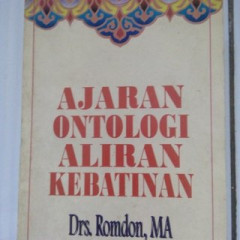 AJARAN
ONTOLOGI
ALIRAN
KEBATINAN
Drs. Romdon, MA